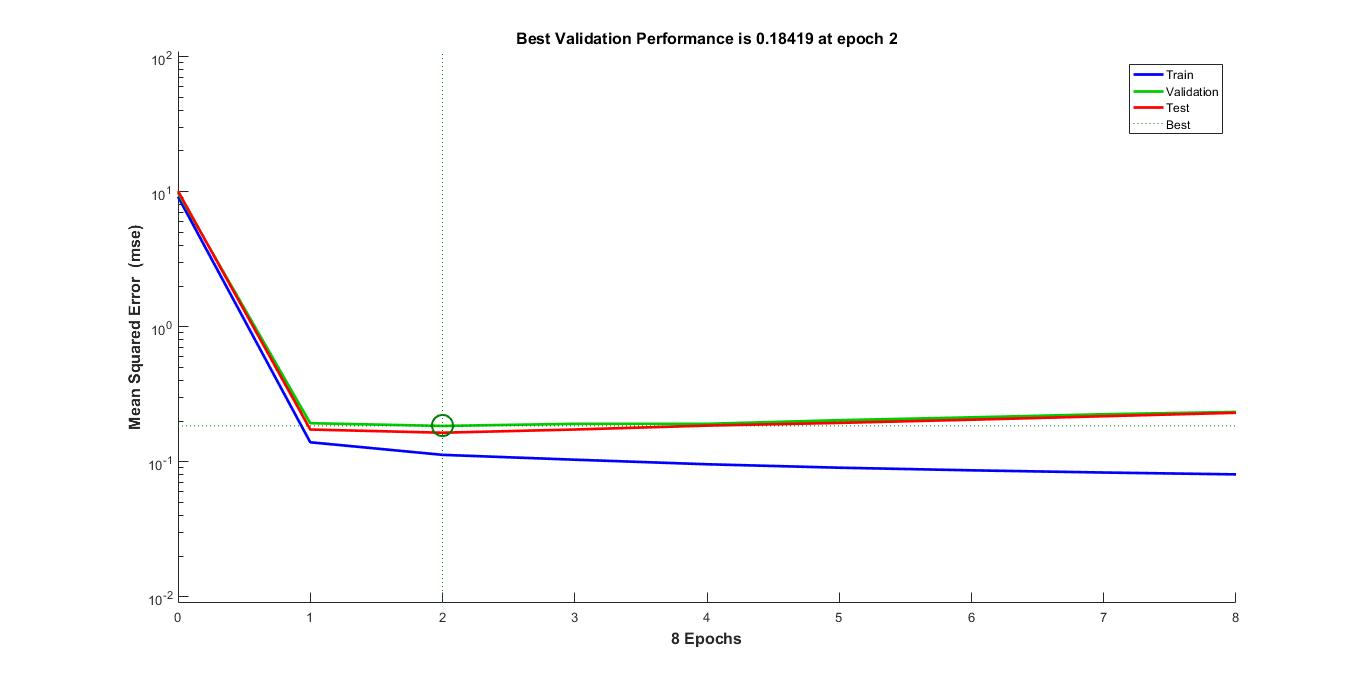 Best Validation Performance is 0.18419 at epoch 2
Train
Validation
Test
Best
Mean Squared Error (mse)
10^2
10^1
10^0
10^-1
10^-2
0 1 2 3 4 5 6 7 8
8 Epochs